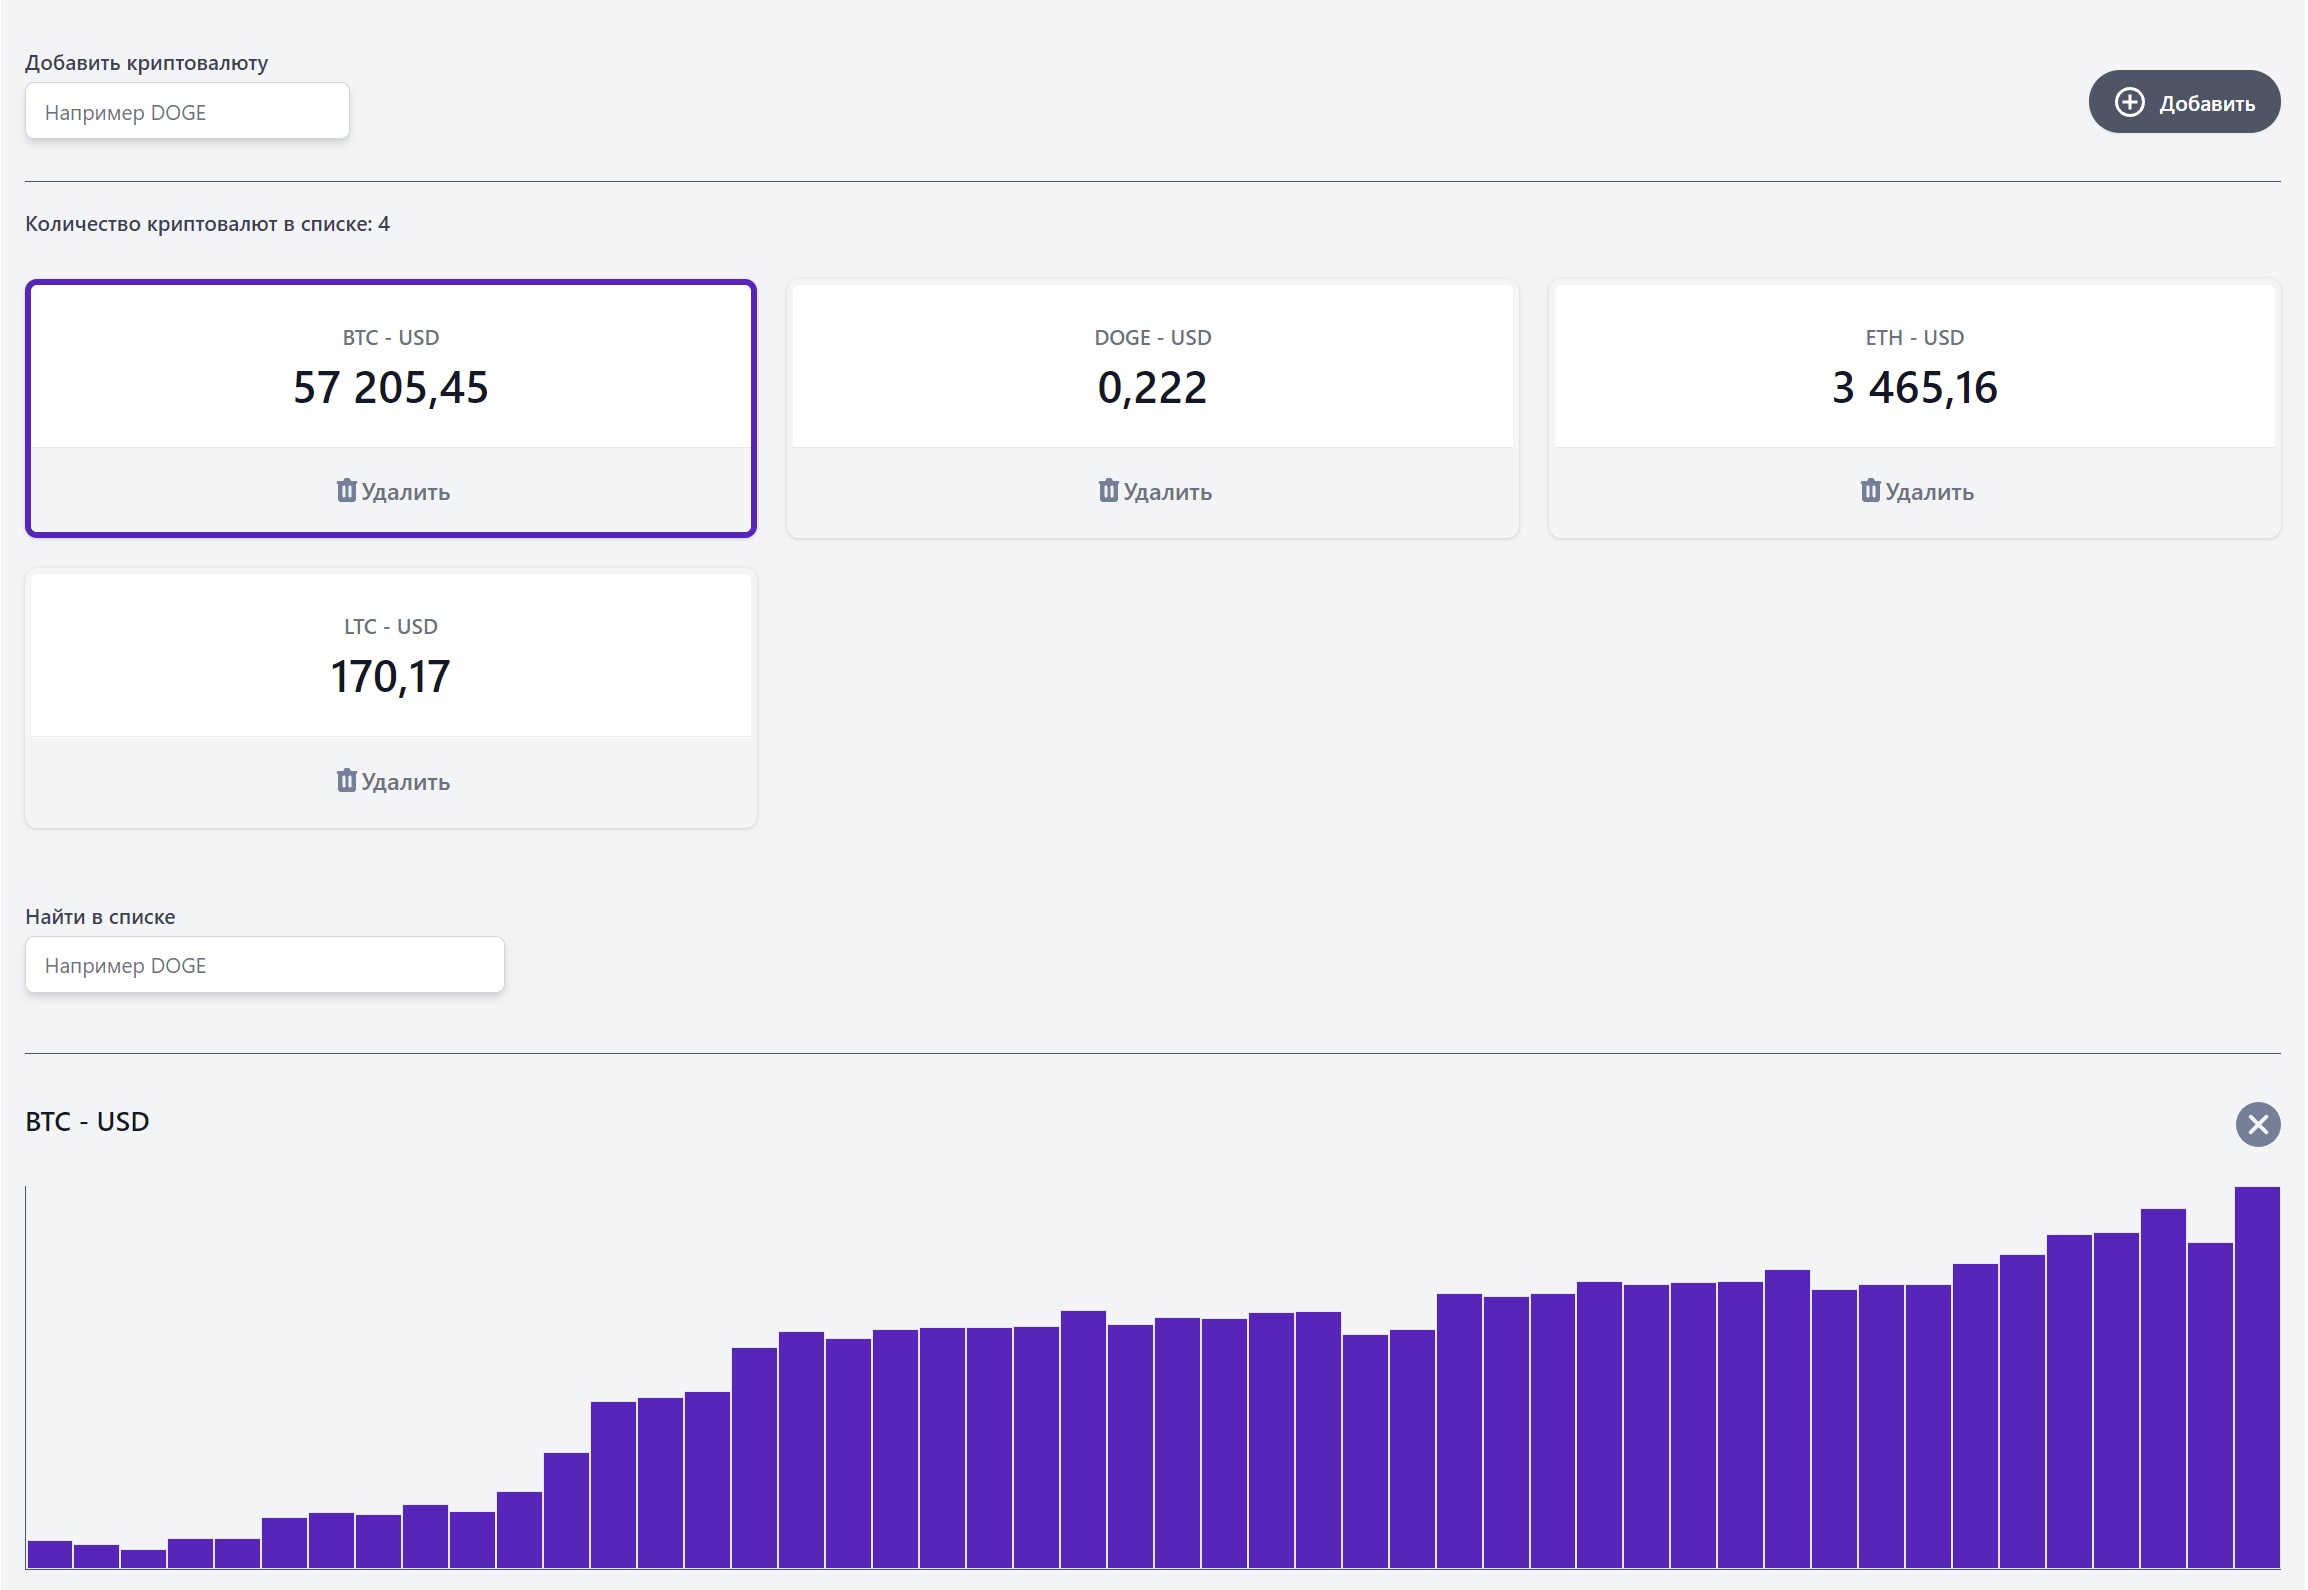 Добавить криптовалюту
Например DOGE
Добавить
Количество криптовалют в списке: 4
BTC - USD
57 205,45
Удалить
DOGE - USD
0,222
Удалить
ETH - USD
3 465,16
Удалить
LTC - USD
170,17
Удалить
Найти в списке
Например DOGE
BTC - USD